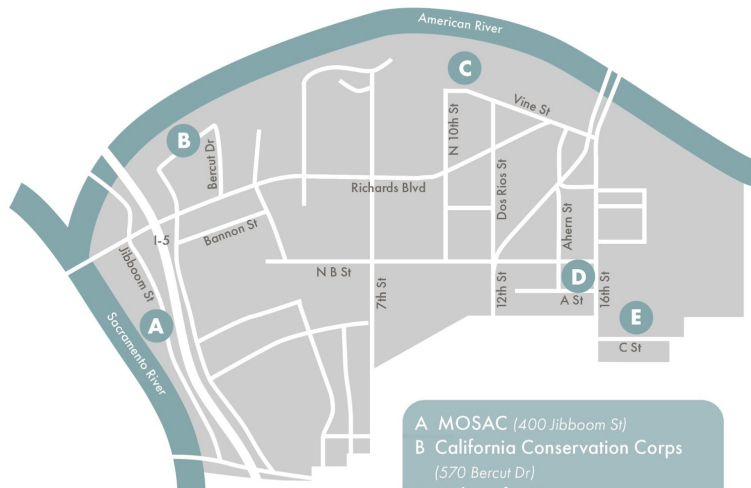 American River
C
Vine St
B
N 10th St
Bercut Dr
Dos Rios St
Richards Blvd
Ahern St
I-5
Bannon St
Jibboom St
N B St
D
7th St
12th St
16th St
A St
A
E
Sacramento River
C St
A MOSAC (400 Jibboom St)
B California Conservation Corps
(570 Bercut Dr)